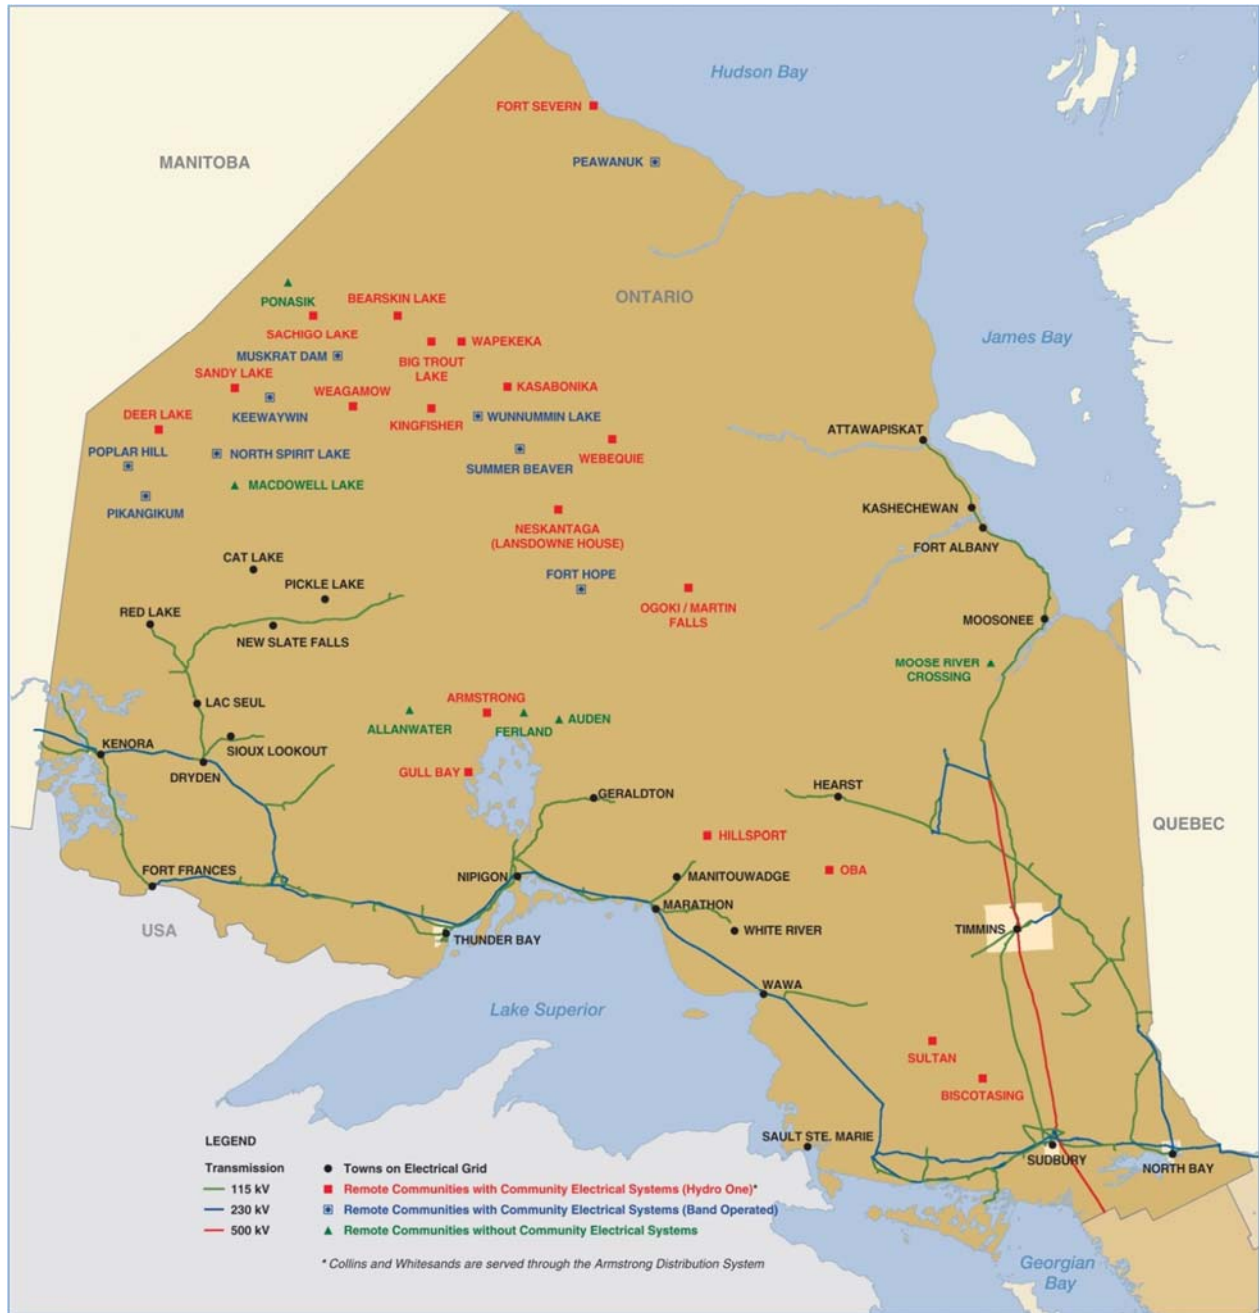 Hudson Bay
FORT SEVERN
MANITOBA
PEAWANUK
PONASIK
BEARSKIN LAKE
ONTARIO
SACHIGO LAKE
James Bay
WAPEKEKA
MUSKRAT DAM
BIG TROUT
LAKE
SANDY LAKE
WEAGAMOW
KASABONIKA
KEEWAYWIN
DEER LAKE
KINGFISHER
WUNNUMMIN LAKE
ATTAWAPISKAT
POPLAR HILL
NORTH SPIRIT LAKE
SUMMER BEAVER
WEBEQUIE
MACDOWELL LAKE
PIKANGIKUM
KASHECHEWAN
NESKANTAGA
(LANSDOWNE HOUSE)
FORT ALBANY
CAT LAKE
PICKLE LAKE
FORT HOPE
RED LAKE
OGOKI / MARTIN
FALLS
NEW SLATE FALLS
MOOSONEE
MOOSE RIVER
CROSSING
LAC SEUL
ARMSTRONG
ALLANWATER
FERLAND
AUDEN
KENORA
SIOUX LOOKOUT
DRYDEN
GULL BAY
GERALDTON
HEARST
QUEBEC
HILLSPORT
FORT FRANCES
NIPIGON
MANITOUWADGE
OBA
MARATHON
USA
THUNDER BAY
WHITE RIVER
TIMMINS
WAWA
Lake Superior
SULTAN
BISCOTASING
SAULT STE. MARIE
SUDBURY
NORTH BAY
Georgian
Bay
LEGEND
Transmission
115 kV
230 kV
500 kV
Towns on Electrical Grid
Remote Communities with Community Electrical Systems (Hydro One)*
Remote Communities with Community Electrical Systems (Band Operated)
Remote Communities without Community Electrical Systems
* Collins and Whitesands are served through the Armstrong Distribution System